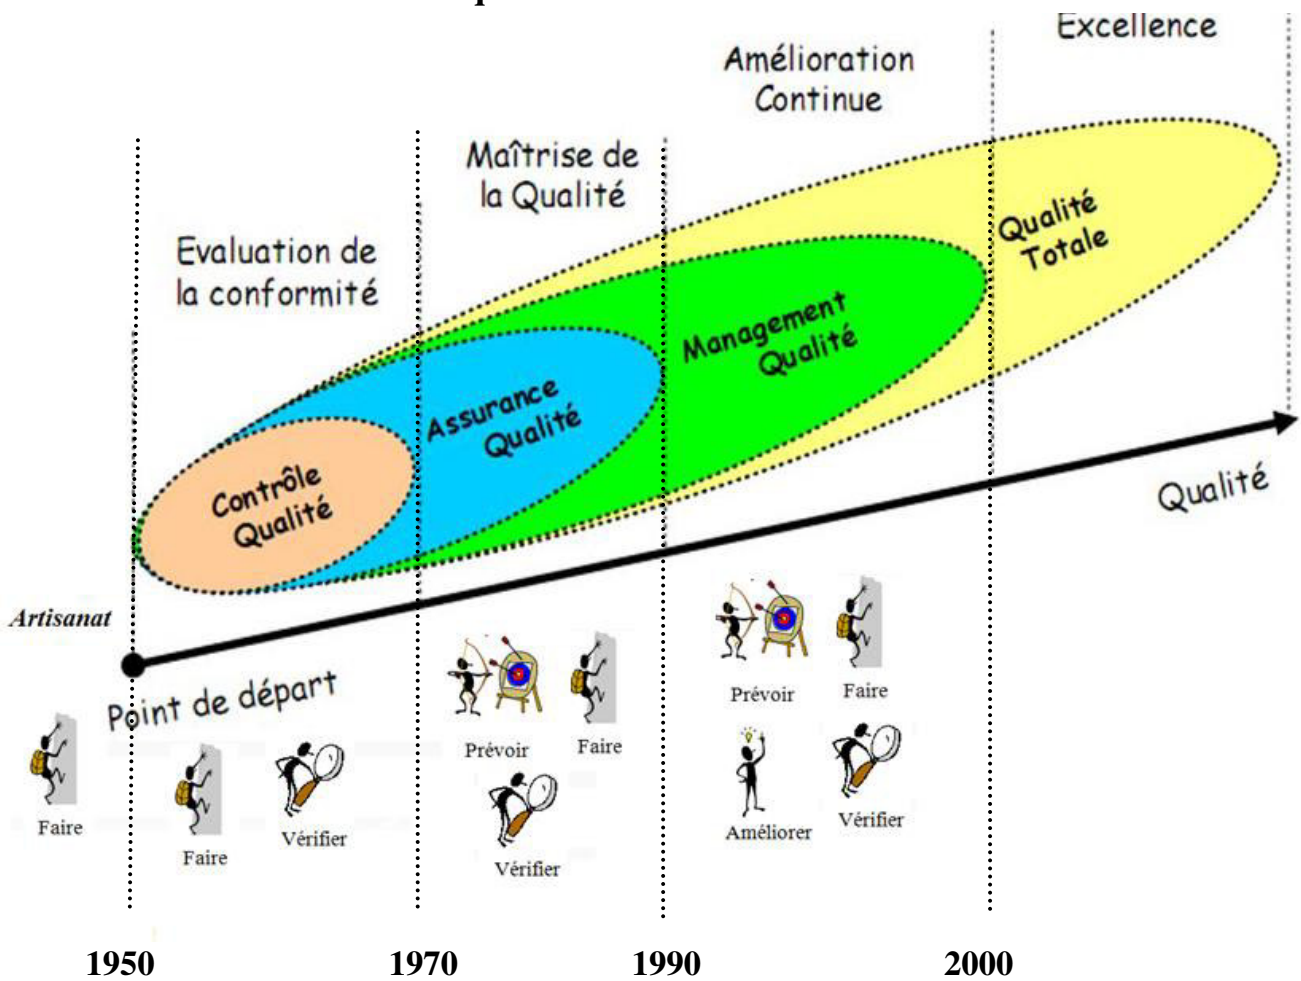 Excellence
Amélioration
Continue
Maîtrise de
la Qualité
Evaluation de
la conformité
Qualité
Totale
Management
Qualité
Assurance
Qualité
Contrôle
Qualité
Qualité
Artisanat
Point de départ
Faire
Faire
Vérifier
Prévoir
Faire
Vérifier
Prévoir
Faire
Améliorer
Vérifier
1950
1970
1990
2000